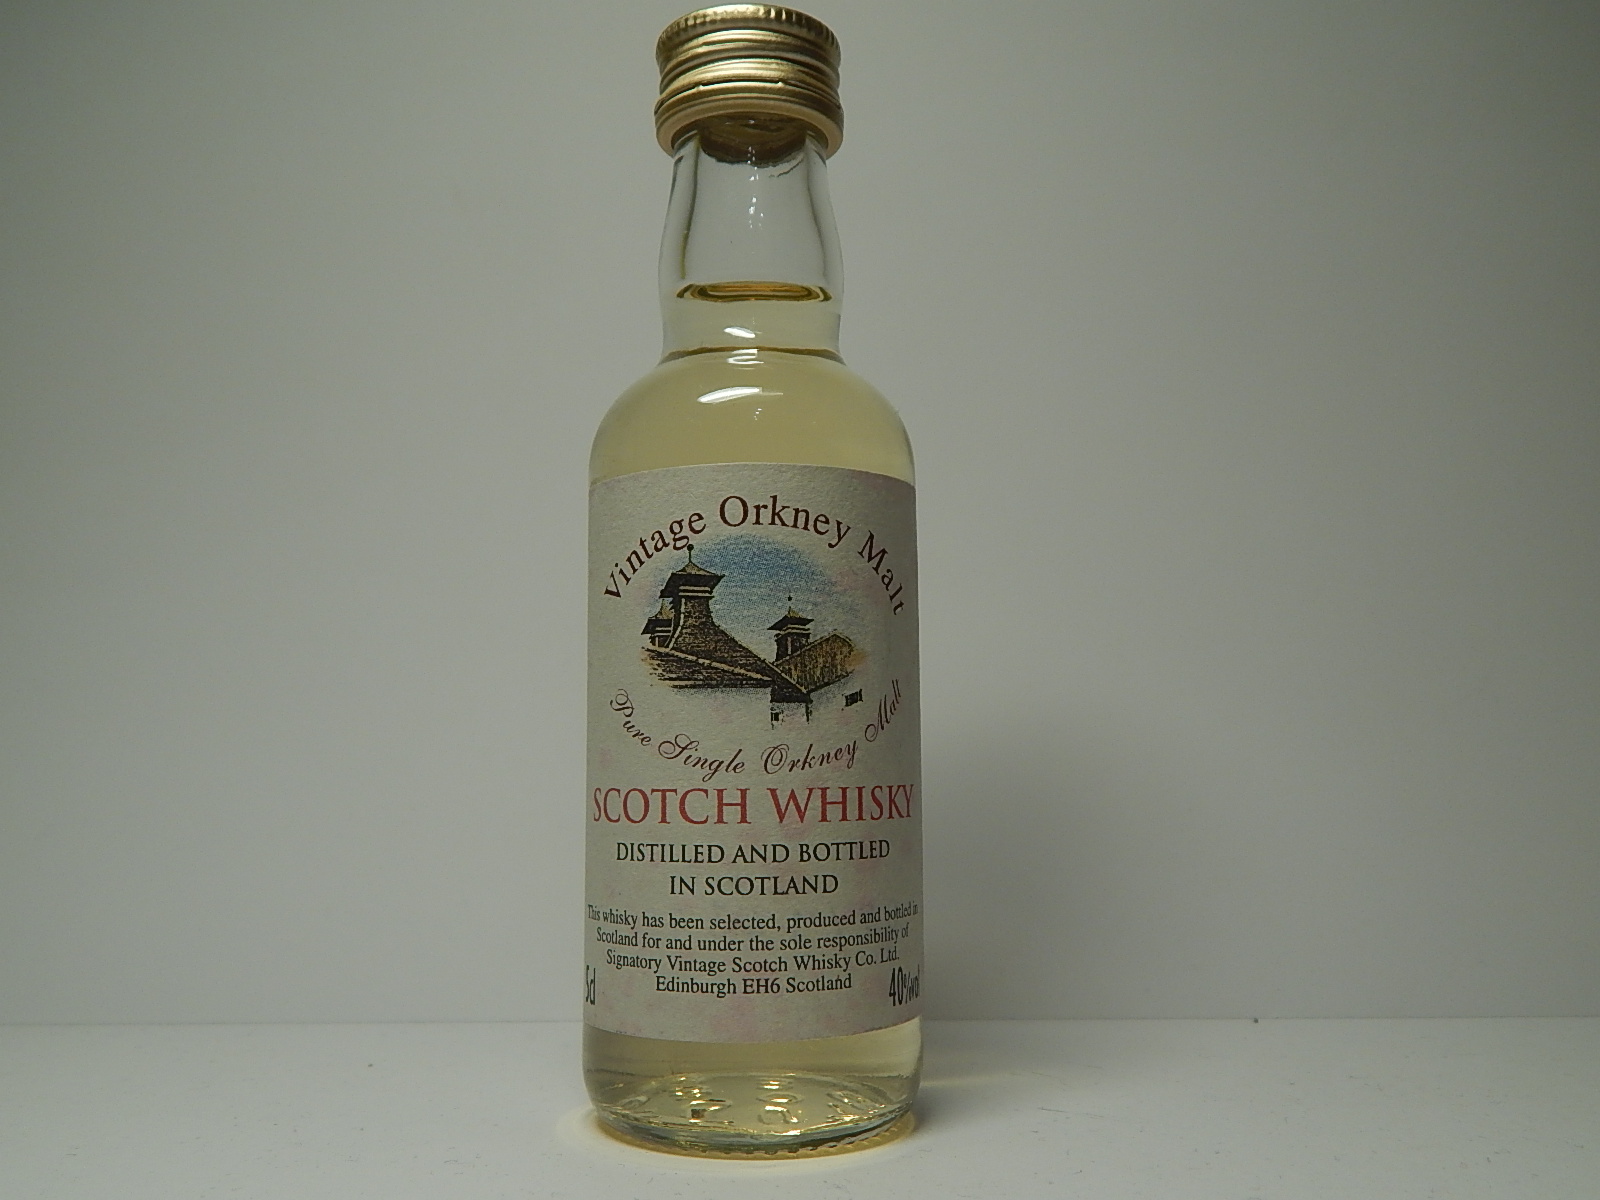 Vintage Orkney Malt
Pure Single Orkney Malt
SCOTCH WHISKY
DISTILLED AND BOTTLED
IN SCOTLAND
This whisky has been selected, produced and bottled in
Scotland for and under the sole responsibility of
Signatory Vintage Scotch Whisky Co. Ltd.
Edinburgh EH6 Scotland
5cl 40%vol